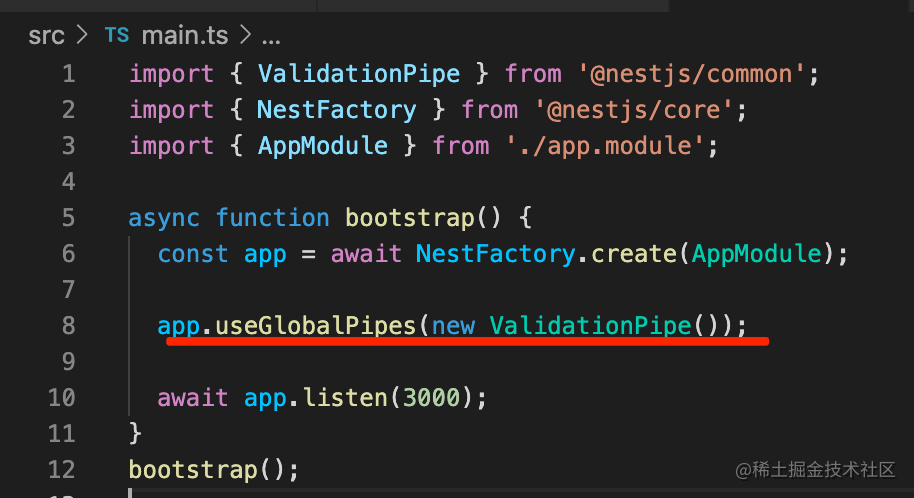 src > TS main.ts > ...
1 import { ValidationPipe } from '@nestjs/common';
2 import { NestFactory } from '@nestjs/core';
3 import { AppModule } from './app.module';
4
5 async function bootstrap() {
6 const app = await NestFactory.create(AppModule);
7
8 app.useGlobalPipes(new ValidationPipe());
9
10 await app.listen(3000);
11 }
12 bootstrap();
@稀土掘金技术社区